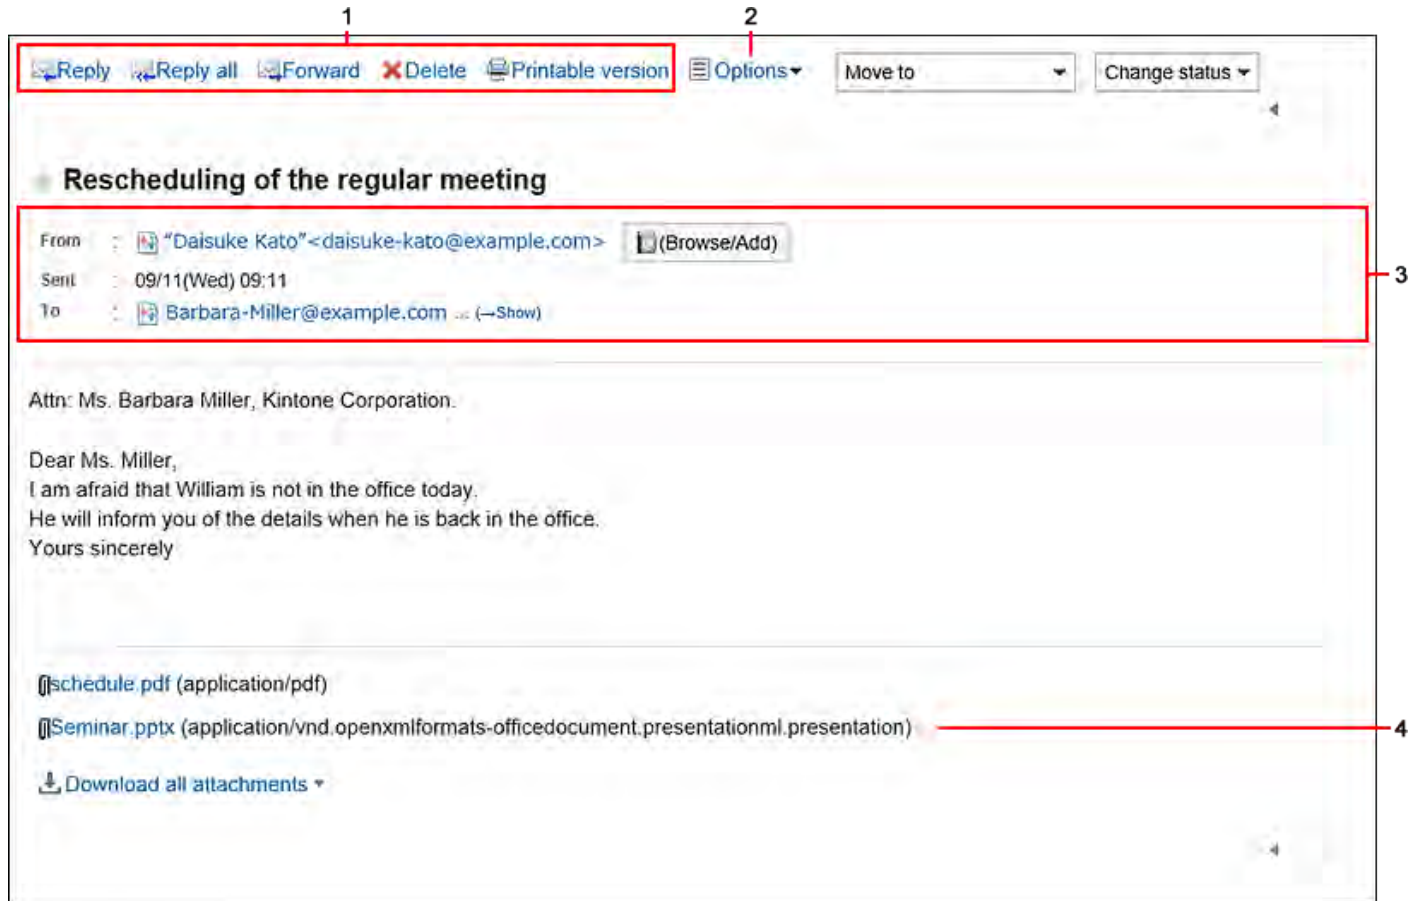 1 2
Reply Reply all Forward Delete Printable version Options Move to Change status
Rescheduling of the regular meeting
From : "Daisuke Kato"<daisuke-kato@example.com> (Browse/Add)
Sent : 09/11(Wed) 09:11
3
To : Barbara-Miller@example.com ... (→Show)
Attn: Ms. Barbara Miller, Kintone Corporation.
Dear Ms. Miller,
I am afraid that William is not in the office today.
He will inform you of the details when he is back in the office.
Yours sincerely
schedule.pdf (application/pdf)
Seminar.pptx (application/vnd.openxmlformats-officedocument.presentationml.presentation) 4
Download all attachments